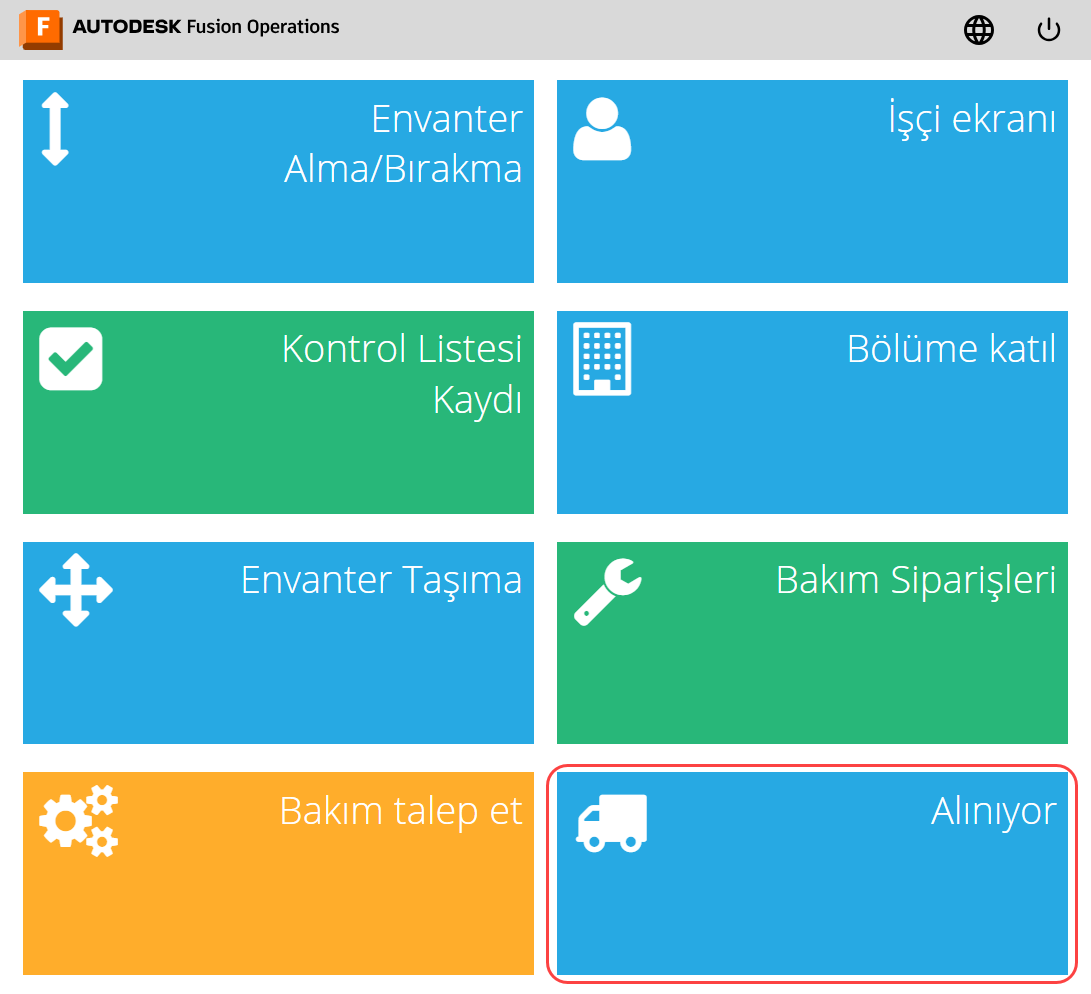 F AUTODESK Fusion Operations
Envanter
Alma/Bırakma
İşçi ekranı
Kontrol Listesi
Kaydı
Bölüme katıl
Envanter Taşıma
Bakım Siparişleri
Bakım talep et
Alınıyor